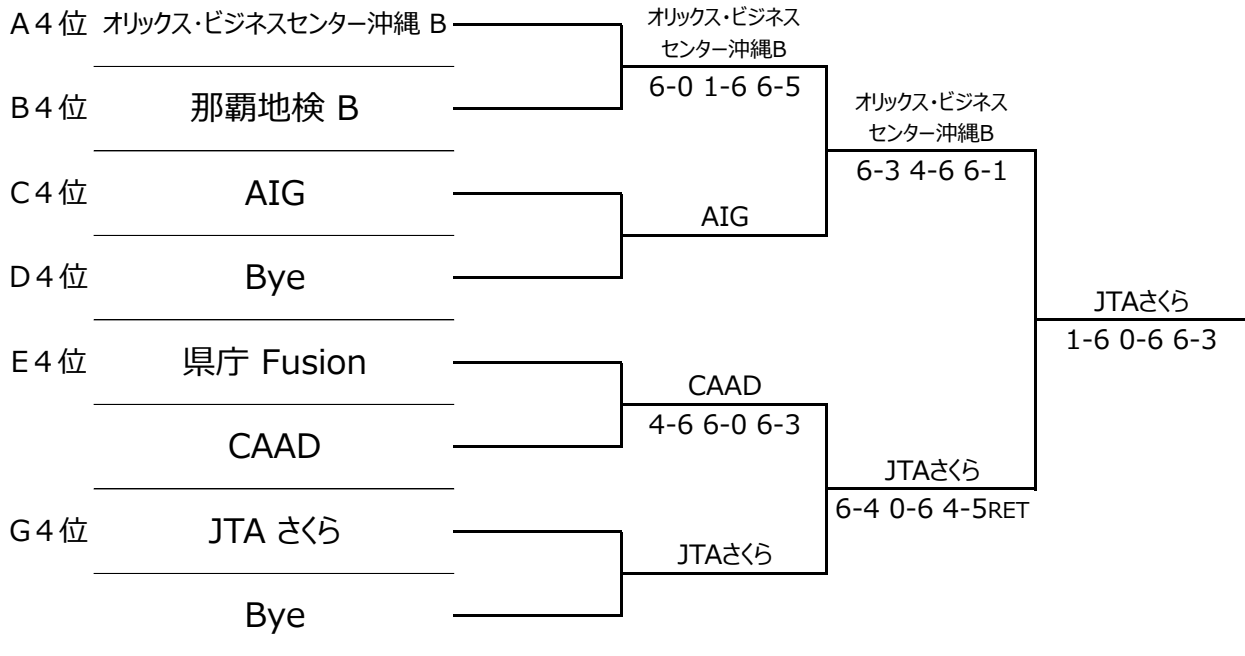 A４位 オリックス・ビジネスセンター沖縄 B
B４位 那覇地検 B
C４位 AIG
D４位 Bye
E４位 県庁 Fusion
CAAD
G４位 JTA さくら
Bye
オリックス・ビジネス
センター沖縄B
6-0 1-6 6-5
AIG
CAAD
4-6 6-0 6-3
JTAさくら
オリックス・ビジネス
センター沖縄B
6-3 4-6 6-1
JTAさくら
6-4 0-6 4-5RET
JTAさくら
1-6 0-6 6-3